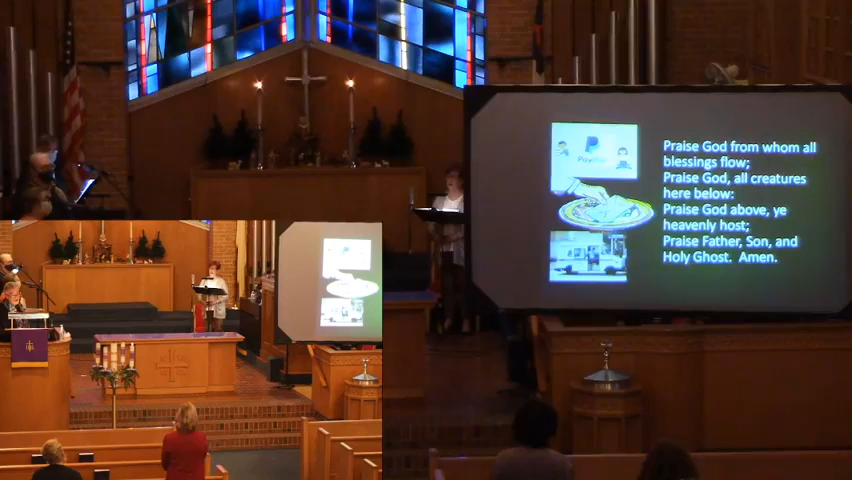 PayPal
Praise God from whom all
blessings flow;
Praise God, all creatures
here below:
Praise God above, ye
heavenly host;
Praise Father, Son, and
Holy Ghost.  Amen.